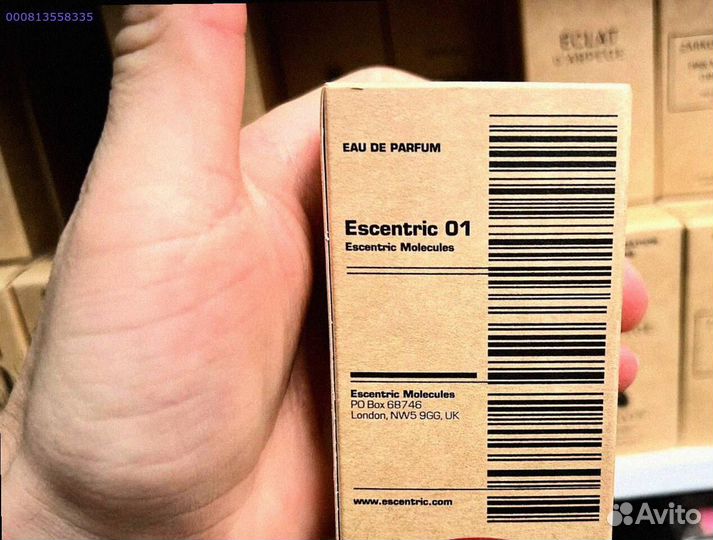 000813558335
ECLAT
EAU DE PARFUM
Escentric 01
Escentric Molecules
Escentric Molecules
PO Box 68746
London, NW5 9GG, UK
www.escentric.com
Avito